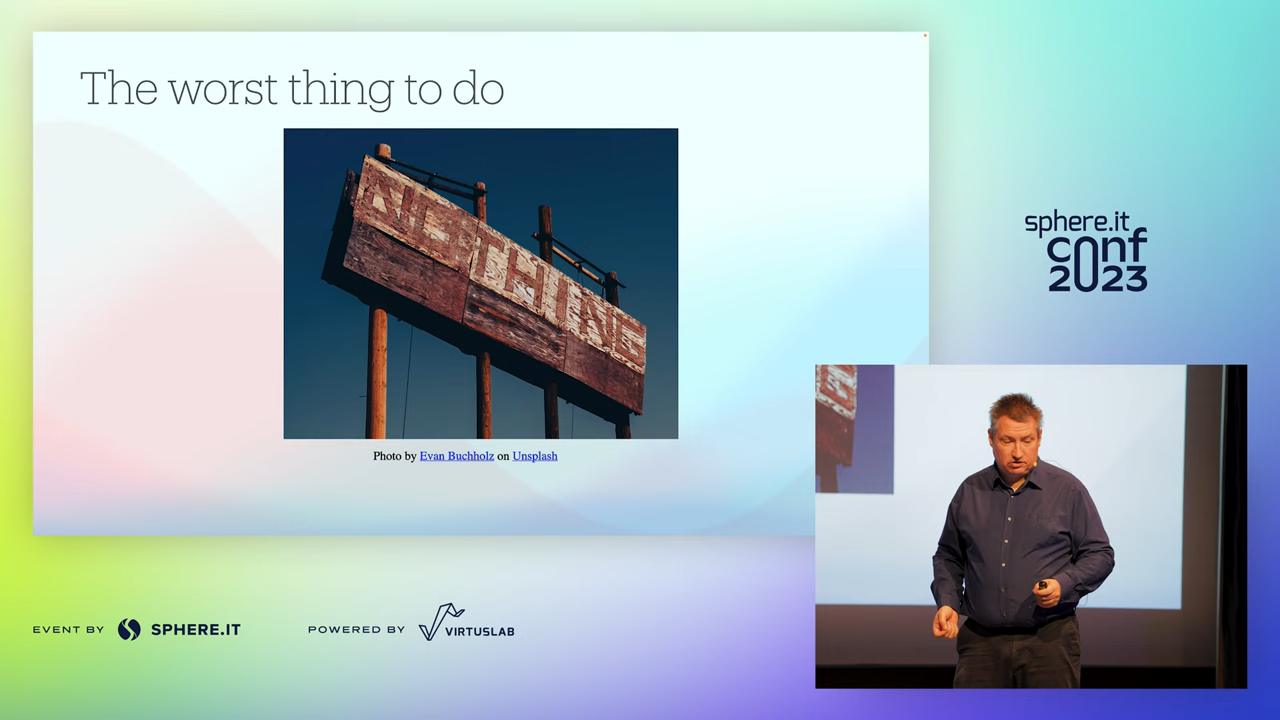 The worst thing to do
NOTHING
Photo by Evan Buchholz on Unsplash
sphere.it
conf
2023
EVENT BY SPHERE.IT
POWERED BY VIRTUSLAB